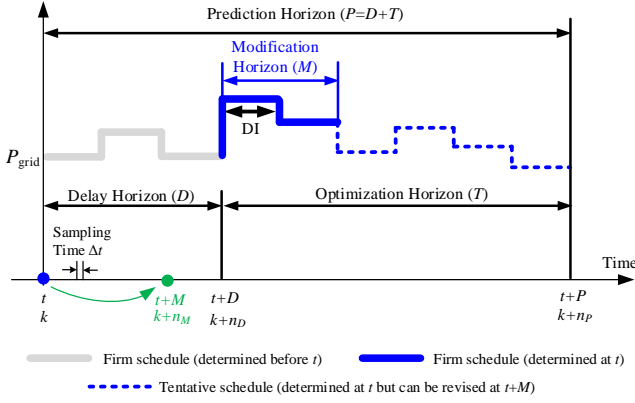 Prediction Horizon (P=D+T)
Modification
Horizon (M)
DI
P_grid
Delay Horizon (D)
Optimization Horizon (T)
Sampling
Time Δt
Time
t
t+M
t+D
t+P
k
k+n_M
k+n_D
k+n_P
Firm schedule (determined before t)
Firm schedule (determined at t)
Tentative schedule (determined at t but can be revised at t+M)